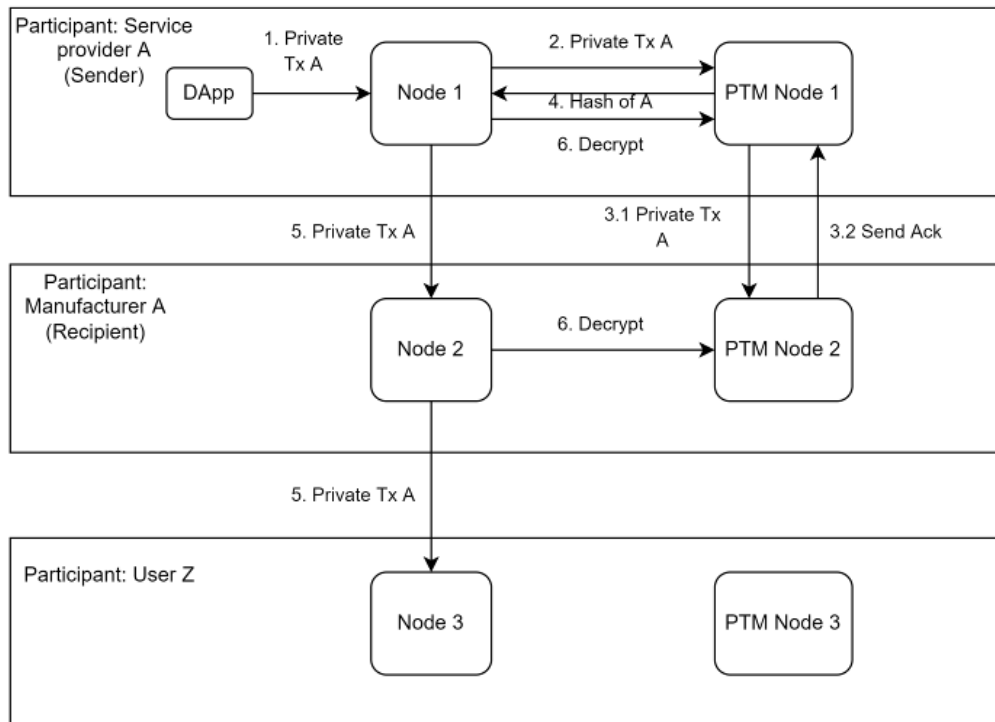 Participant: Service
provider A
(Sender)
1. Private
Tx A
2. Private Tx A
DApp
Node 1
4. Hash of A
PTM Node 1
6. Decrypt
5. Private Tx A
3.1 Private Tx
A
3.2 Send Ack
Participant:
Manufacturer A
(Recipient)
6. Decrypt
Node 2
PTM Node 2
5. Private Tx A
Participant: User Z
Node 3
PTM Node 3